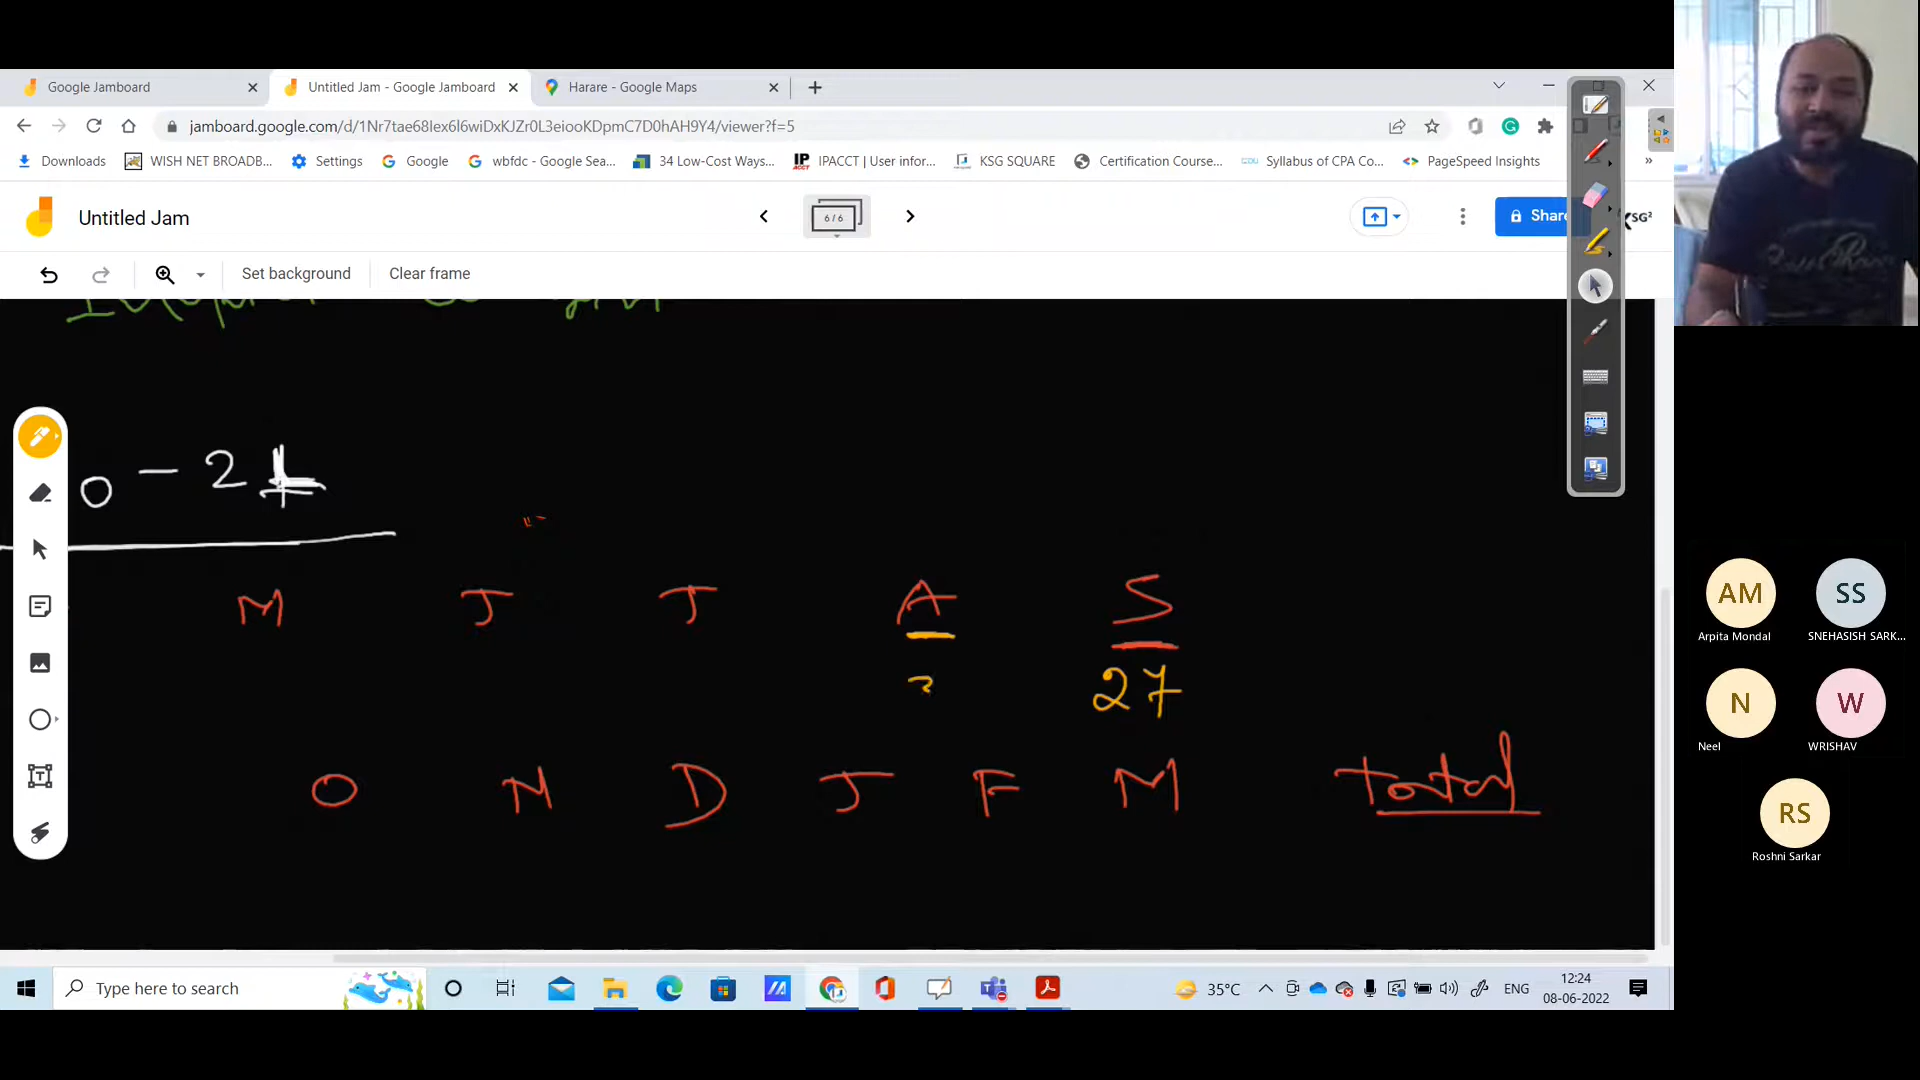 Google Jamboard
Untitled Jam - Google Jamboard
Harare - Google Maps
jamboard.google.com/d/1Nr7tae68Iex6l6wiDxKJZr0L3eiooKDpmC7D0hAH9Y4/viewer?f=5
Downloads
WISH NET BROADB...
Settings
Google
wbfdc - Google Sea...
34 Low-Cost Ways...
IPACCT | User infor...
KSG SQUARE
Certification Course...
Syllabus of CPA Co...
PageSpeed Insights
»
Untitled Jam
6 / 6
Share
KSG²
Set background
Clear frame
0 - 21
M J J A S
27
O N D J F M Total
AM
Arpita Mondal
SS
SNEHASISH SARK...
N
Neel
W
WRISHAV
RS
Roshni Sarkar
Type here to search
35°C
ENG
12:24
08-06-2022